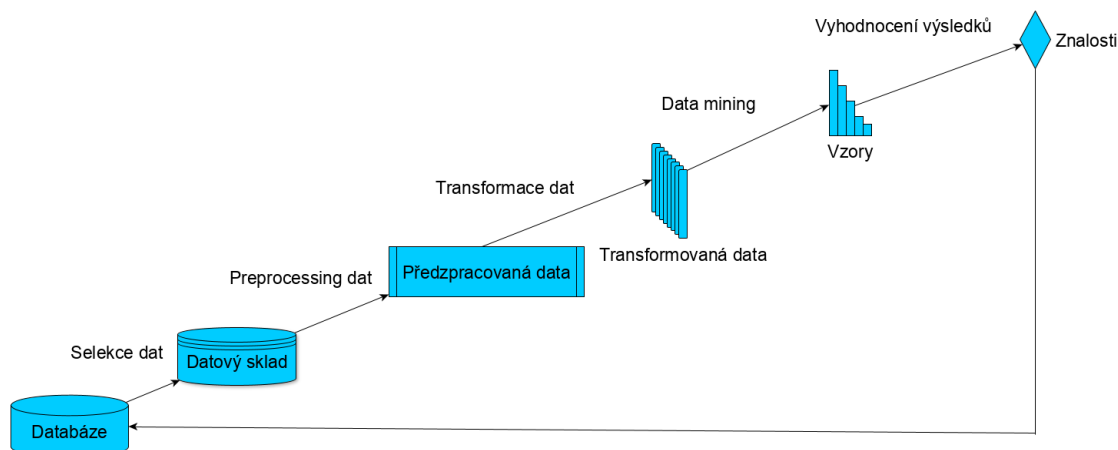 Vyhodnocení výsledků
Znalosti
Data mining
Vzory
Transformace dat
Transformovaná data
Preprocessing dat
Předzpracovaná data
Selekce dat
Datový sklad
Databáze